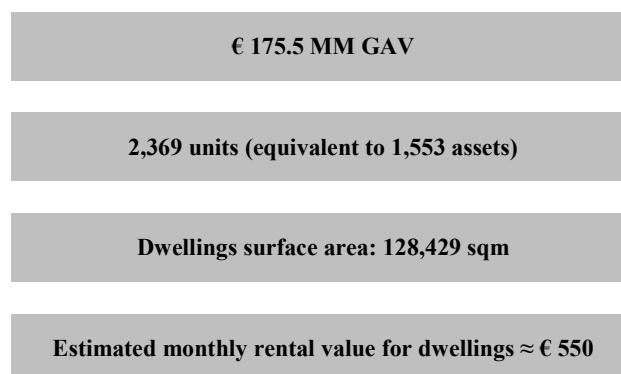 € 175.5 MM GAV
2,369 units (equivalent to 1,553 assets)
Dwellings surface area: 128,429 sqm
Estimated monthly rental value for dwellings ≈ € 550